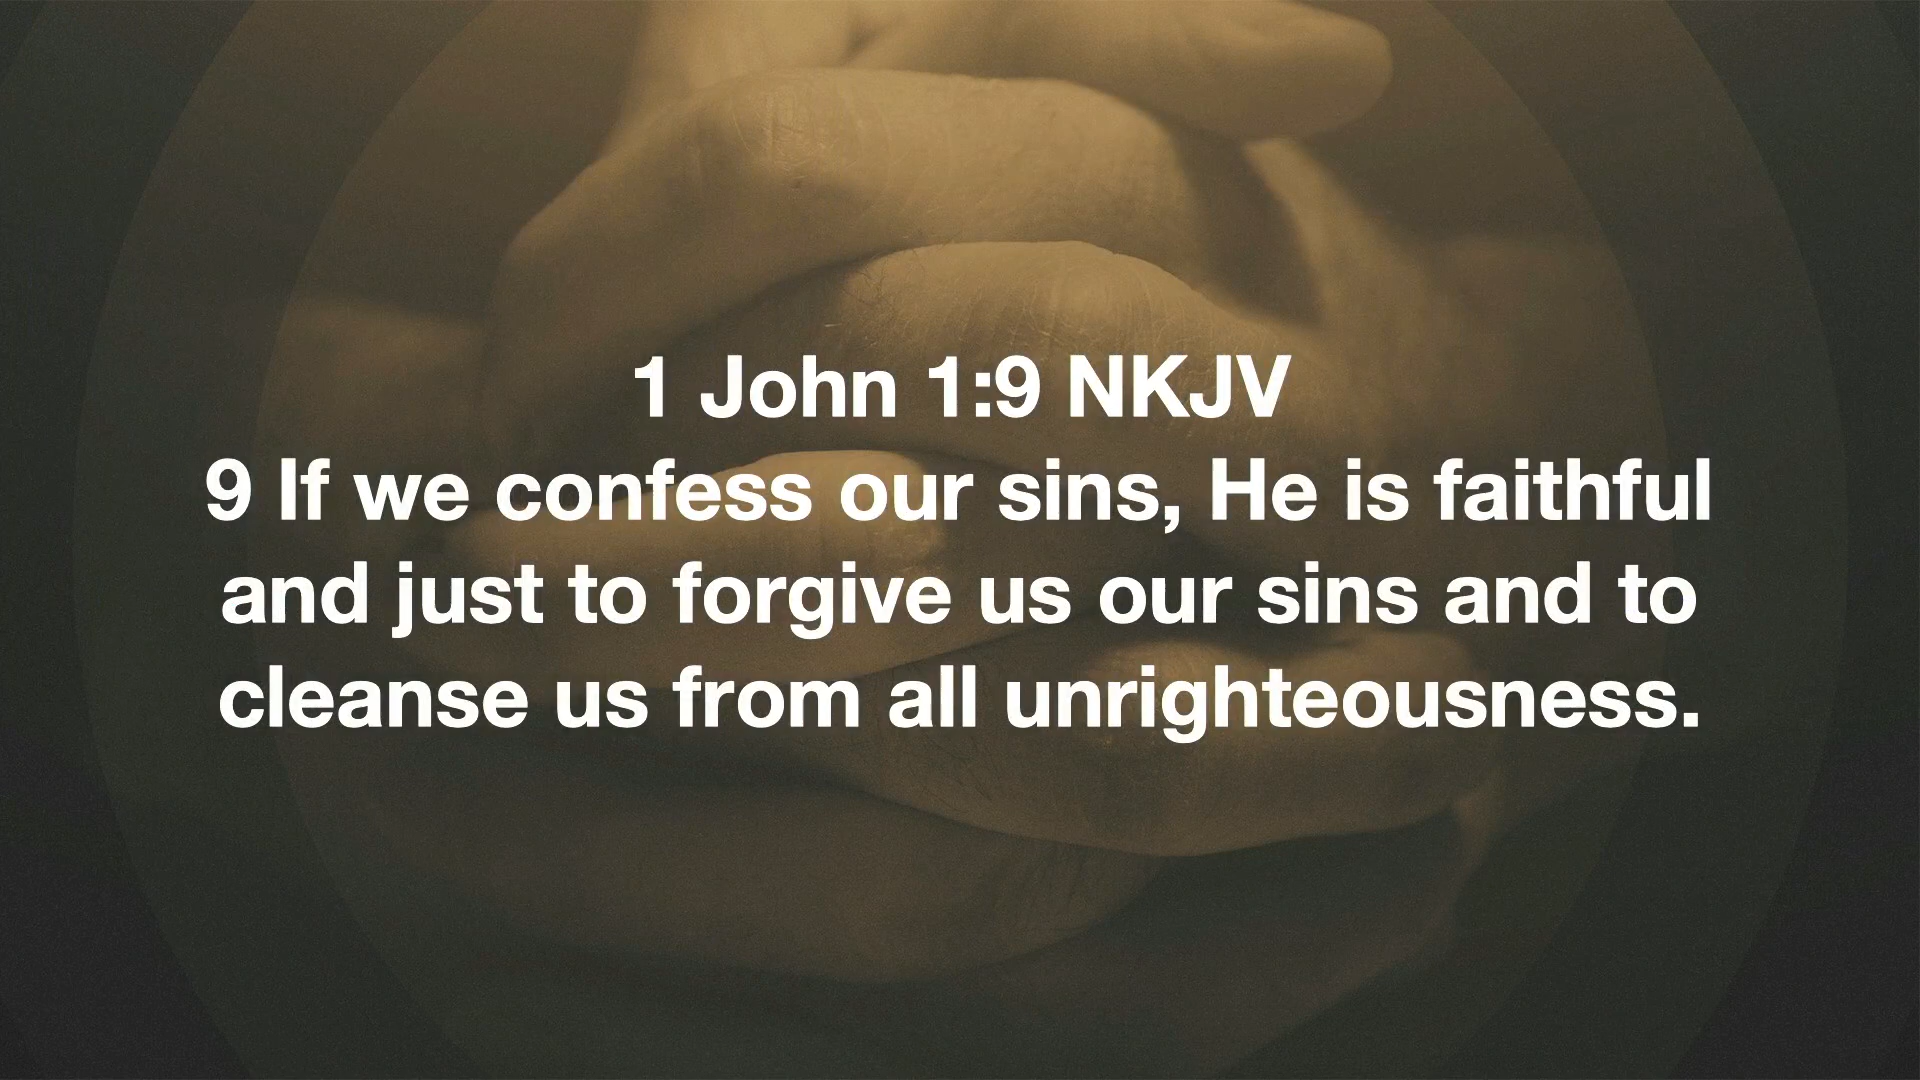 1 John 1:9 NKJV
9 If we confess our sins, He is faithful
and just to forgive us our sins and to
cleanse us from all unrighteousness.